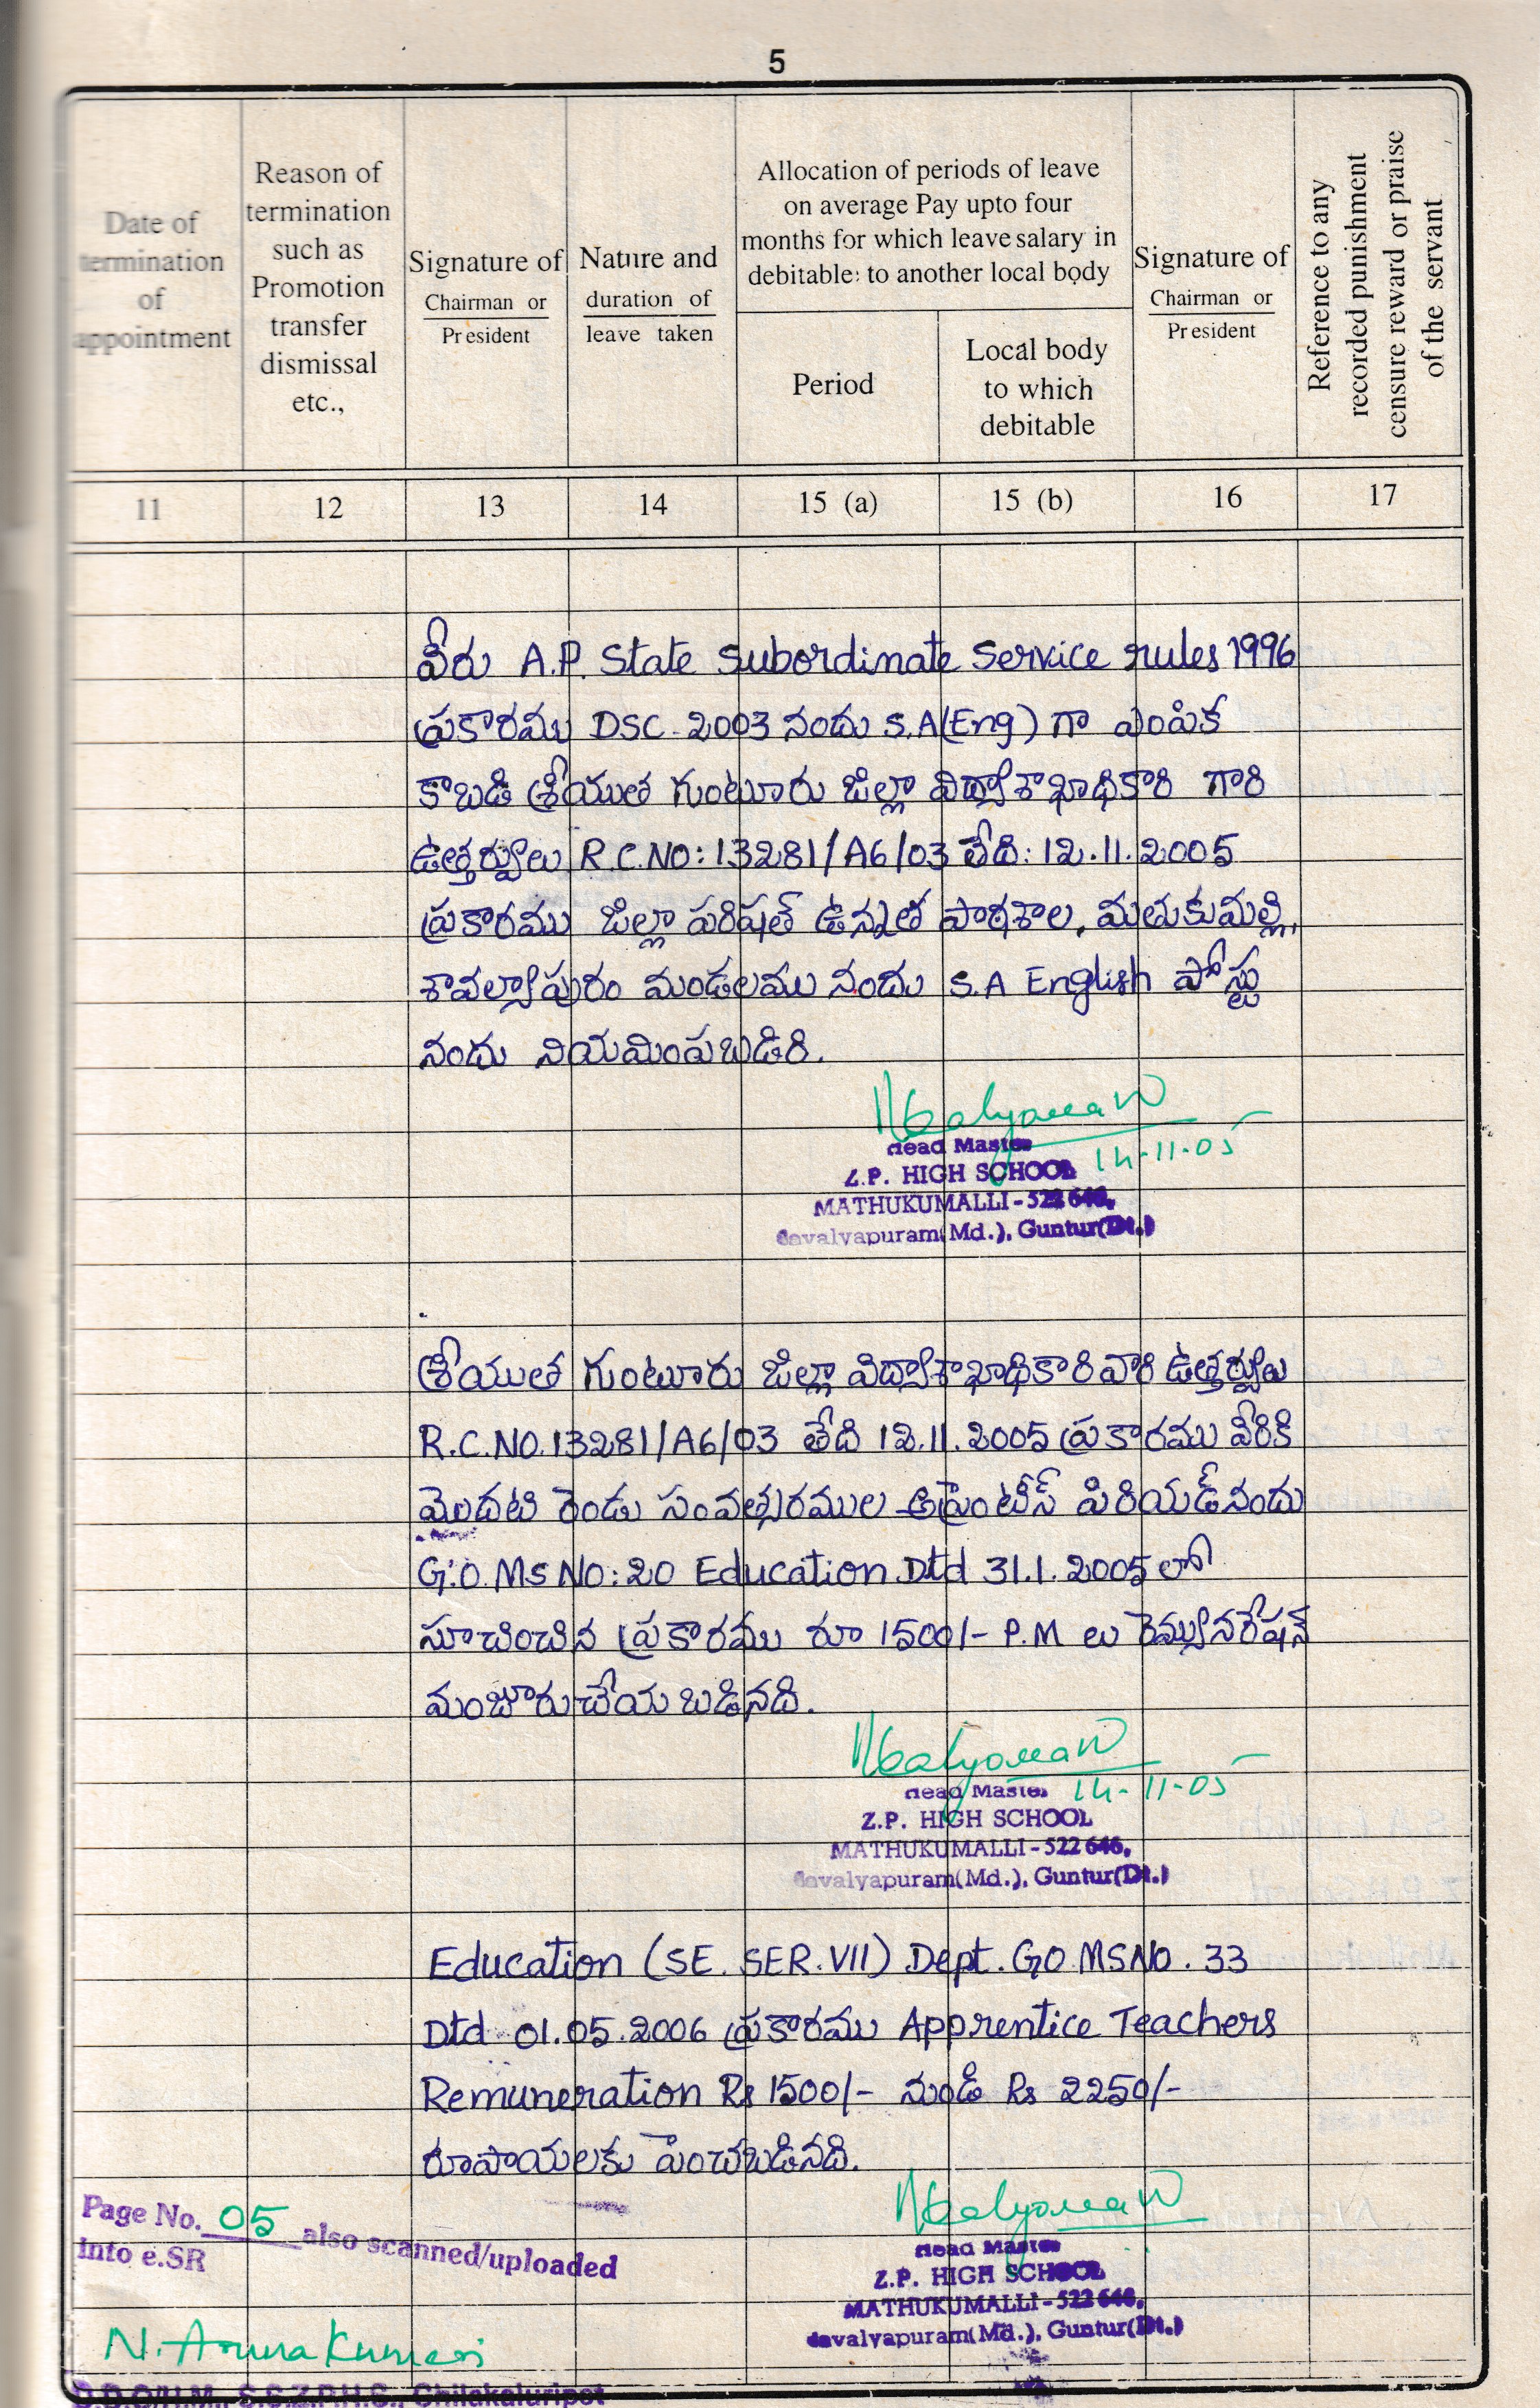 5
Date of termination of appointment
Reason of termination such as Promotion transfer dismissal etc.,
Signature of Chairman or President
Nature and duration of leave taken
Allocation of periods of leave on average Pay upto four months for which leave salary in debitable to another local body
Period
Local body to which debitable
Signature of Chairman or President
Reference to any recorded punishment censure reward or praise of the servant
11 12 13 14 15 (a) 15 (b) 16 17
వీరు A.P. State Subordinate Service rules 1996
ప్రకారము DSC-2003 నందు S.A(Eng) గా ఎంపిక
కాబడి శ్రీయుత గుంటూరు జిల్లా విద్యాశాఖాధికారి గారి
ఉత్తర్వులు R.C.NO:13281/A6/03 తేది: 12.11.2005
ప్రకారము జిల్లా పరిషత్ ఉన్నత పాఠశాల, మతుకుమల్లి,
శావల్యాపురం మండలము నందు S.A English పోస్టు
నందు నియమింపబడిరి.
14-11-05
Head Master
Z.P. HIGH SCHOOL
MATHUKUMALLI - 522 646,
Savalyapuram(Md.), Guntur(Dt.)
శ్రీయుత గుంటూరు జిల్లా విద్యాశాఖాధికారి వారి ఉత్తర్వులు
R.C.NO.13281/A6/03 తేది 12.11.2005 ప్రకారము వీరికి
మొదటి రెండు సంవత్సరముల అప్రెంటీస్ పిరియడ్ నందు
G.O.MS NO:20 Education Dtd 31.1.2005 లో
సూచించిన ప్రకారము రూ 1500/- P.M లు రెమ్యునరేషన్
మంజూరు చేయబడినది.
14-11-05
Head Master
Z.P. HIGH SCHOOL
MATHUKUMALLI - 522 646,
Savalyapuram(Md.), Guntur(Dt.)
Education (SE. SER.VII) Dept. GO MS NO. 33
Dtd 01.05.2006 ప్రకారము Apprentice Teachers
Remuneration Rs 1500/- నుండి Rs 2250/-
రూపాయలకు పెంచబడినది.
Head Master
Z.P. HIGH SCHOOL
MATHUKUMALLI - 522 646,
Savalyapuram(Md.), Guntur(Dt.)
Page No. 05 also scanned/uploaded
into e.SR
N. Aruna Kumari
D.D.O/H.M., S.S.Z.P.H.S., Chilakaluripet